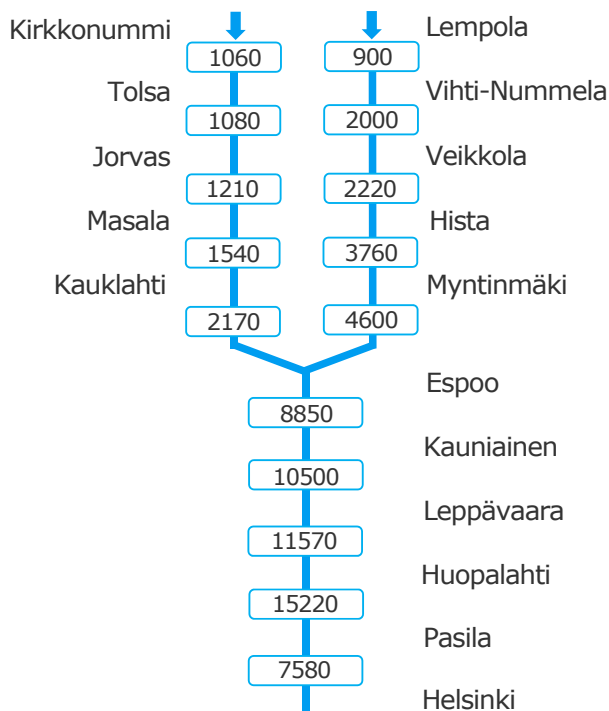 Kirkkonummi
Lempola
1060
900
Tolsa
Vihti-Nummela
1080
2000
Jorvas
Veikkola
1210
2220
Masala
Hista
1540
3760
Kauklahti
Myntinmäki
2170
4600
Espoo
8850
Kauniainen
10500
Leppävaara
11570
Huopalahti
15220
Pasila
7580
Helsinki